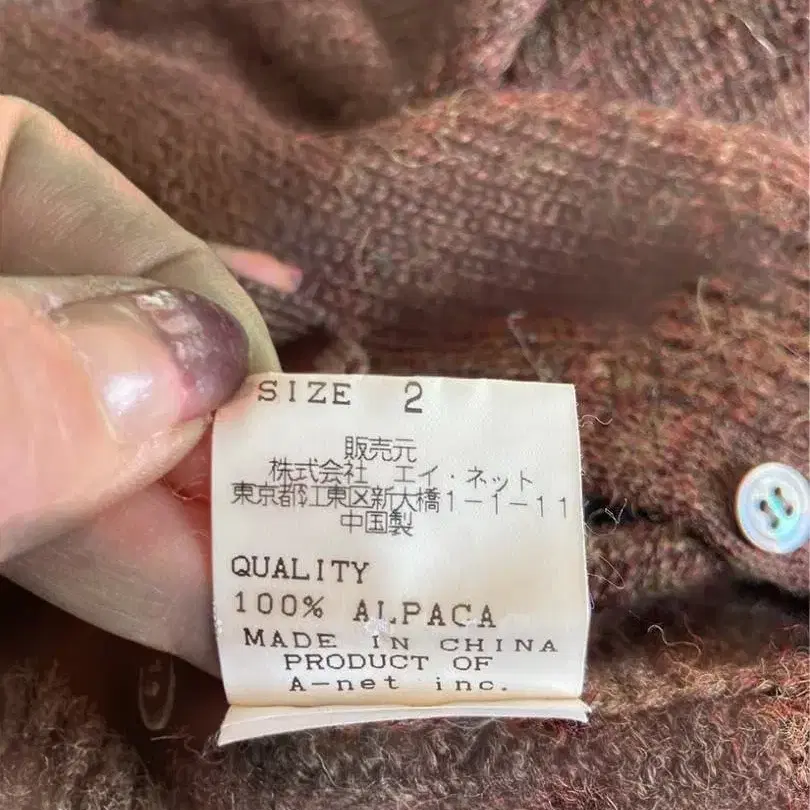 SIZE 2
販売元
株式会社 エイ・ネット
東京都江東区新大橋1-1-11
中国製
QUALITY
100% ALPACA
MADE IN CHINA
PRODUCT OF
A-net inc.